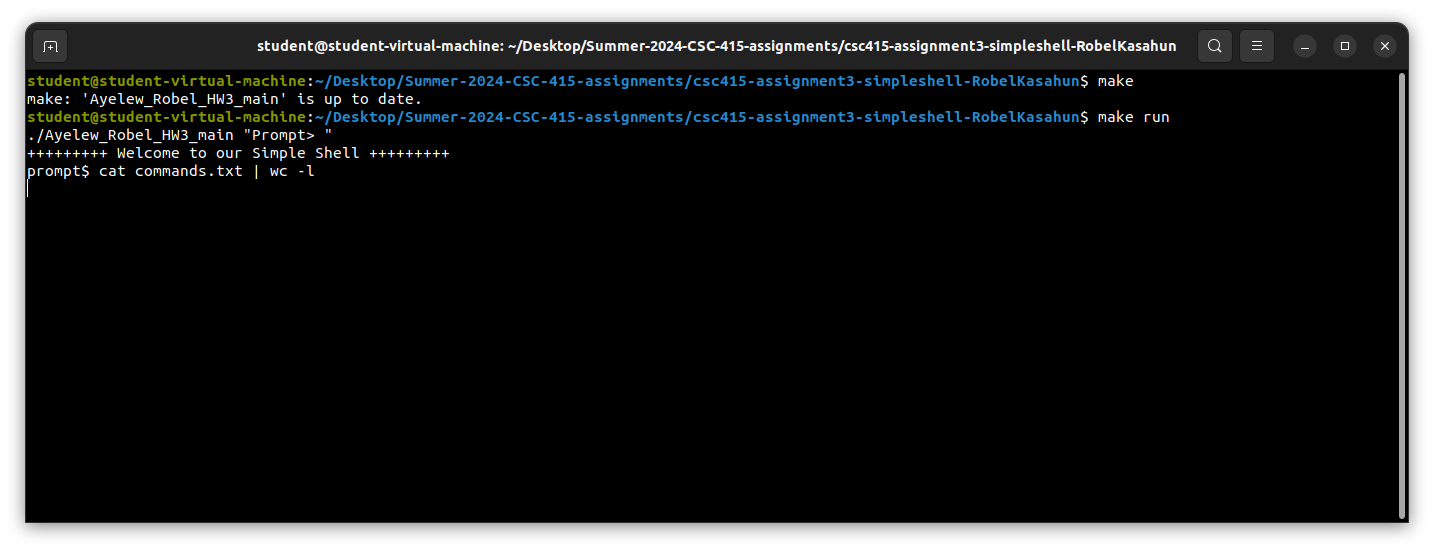 student@student-virtual-machine: ~/Desktop/Summer-2024-CSC-415-assignments/csc415-assignment3-simpleshell-RobelKasahun
student@student-virtual-machine:~/Desktop/Summer-2024-CSC-415-assignments/csc415-assignment3-simpleshell-RobelKasahun$ make
make: 'Ayelew_Robel_HW3_main' is up to date.
student@student-virtual-machine:~/Desktop/Summer-2024-CSC-415-assignments/csc415-assignment3-simpleshell-RobelKasahun$ make run
./Ayelew_Robel_HW3_main "Prompt> "
+++++++++ Welcome to our Simple Shell +++++++++
prompt$ cat commands.txt | wc -l